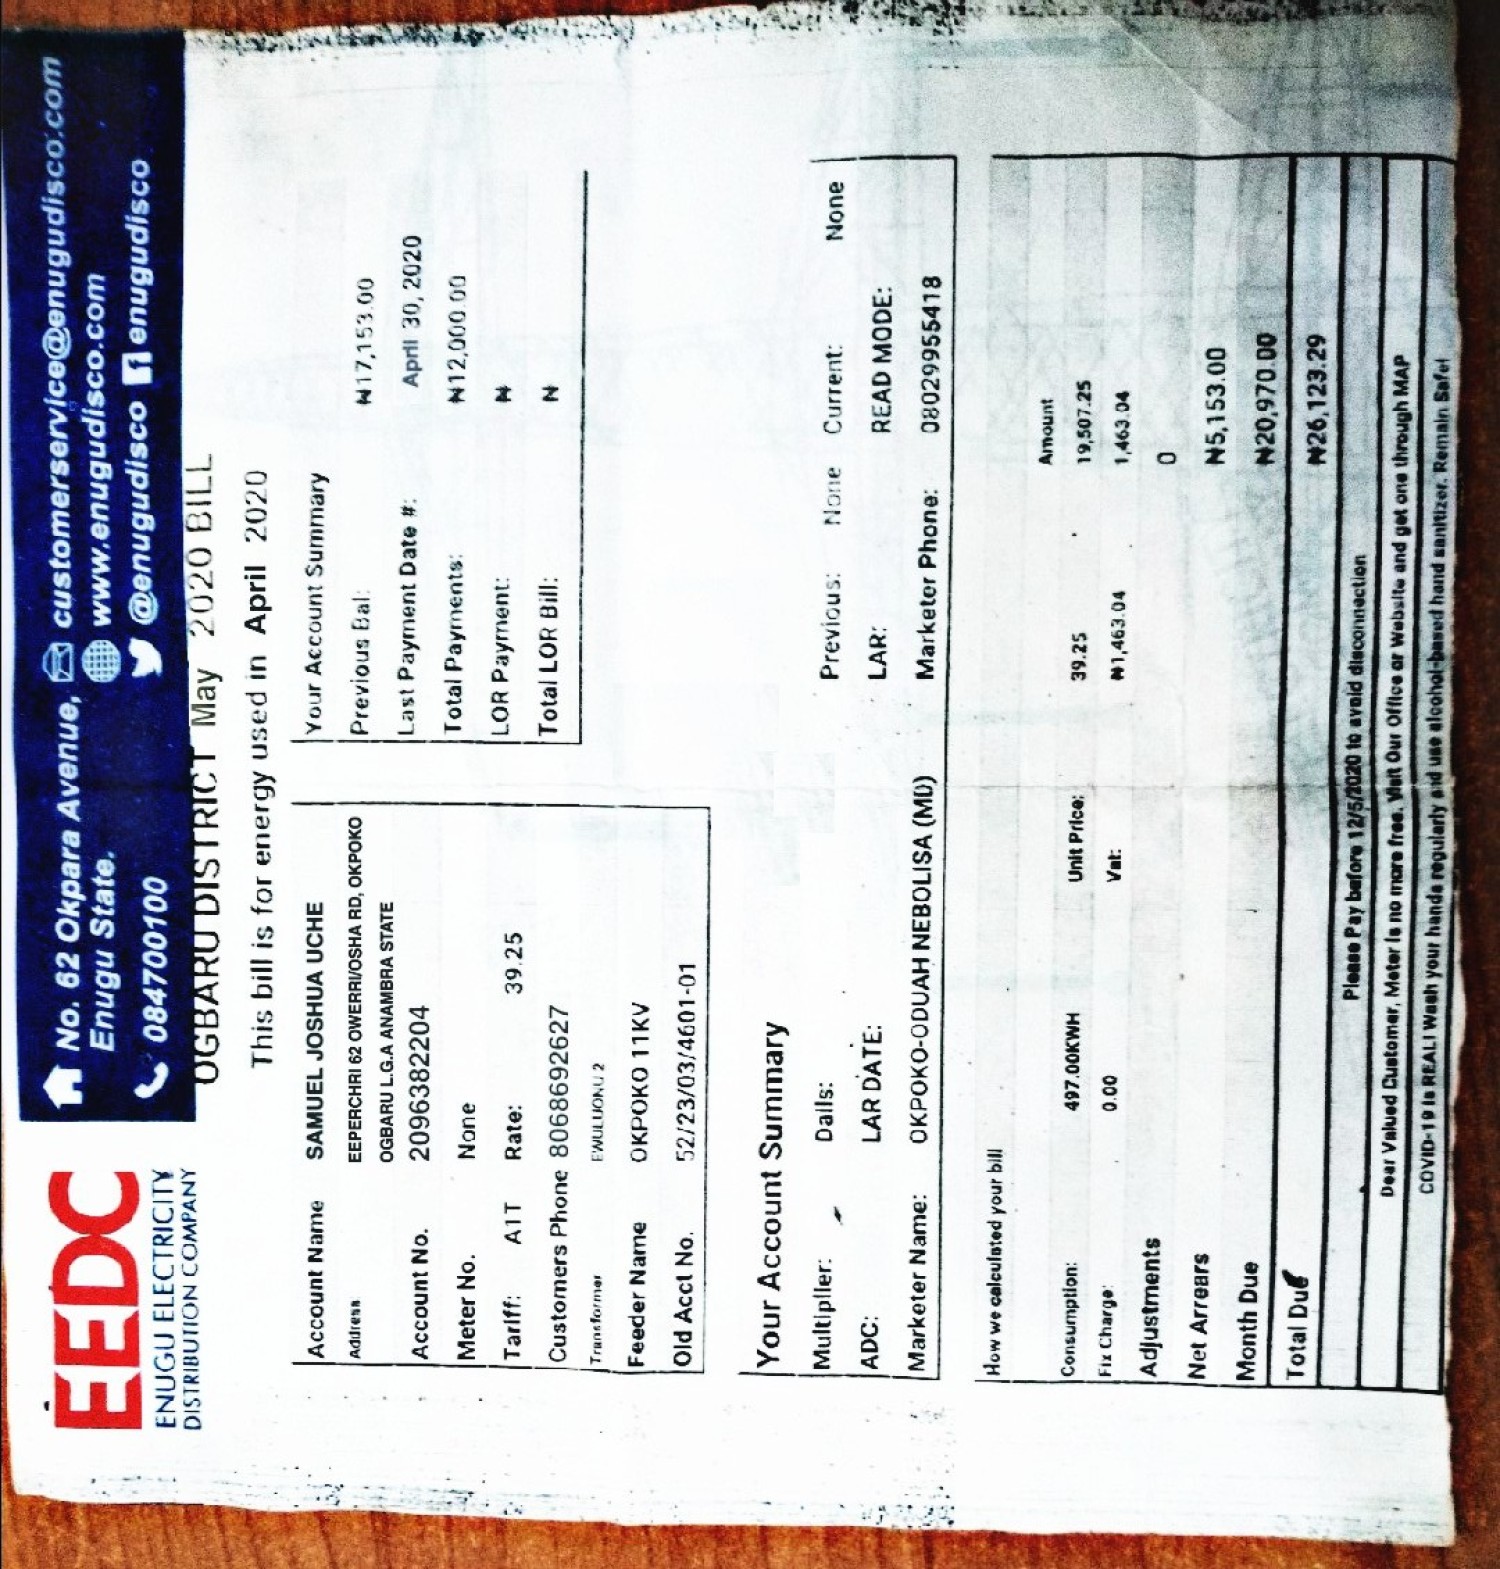 EEDC
ENUGU ELECTRICITY
DISTRIBUTION COMPANY
No. 62 Okpara Avenue,
Enugu State.
084700100
customerservice@enugudisco.com
www.enugudisco.com
@enugudisco f enugudisco
OGBARU DISTRICT May 2020 BILL
This bill is for energy used in April 2020
Account Name SAMUEL JOSHUA UCHE
Address EEPERCHRI 62 OWERRI/OSHA RD, OKPOKO
OGBARU L.G.A ANAMBRA STATE
Account No. 209638220​4
Meter No. None
Tariff: A1T Rate: 39.25
Customers Phone 8068692627
Transformer 2
Feeder Name OKPOKO 11KV
Old Acct No. 52/23/03/4601-01
Your Account Summary
Previous Bal: ₦17,153.00
Last Payment Date #: April 30, 2020
Total Payments: ₦12,000.00
LOR Payment: ₦
Total LOR Bill: ₦
Your Account Summary
Multiplier: Dails: Previous: None Current: None
ADC: LAR DATE: LAR: READ MODE:
Marketer Name: OKPOKO-ODUAH NEBOLISA (MU) Marketer Phone: 08029955418
How we calculated your bill
Amount
Consumption: 497.00KWH Unit Price: 39.25 19,507.25
Fix Charge: 0.00 Vat: ₦1,463.04 1,463.04
Adjustments 0
Net Arrears ₦5,153.00
Month Due ₦20,970.00
Total Due ₦26,123.29
Please Pay before 12/5/2020 to avoid disconnection
Dear Valued Customer, Meter is no more free. Visit Our Office or Website and get one through MAP
COVID-19 is REAL! Wash your hands regularly and use alcohol-based hand sanitizer. Remain Safe!